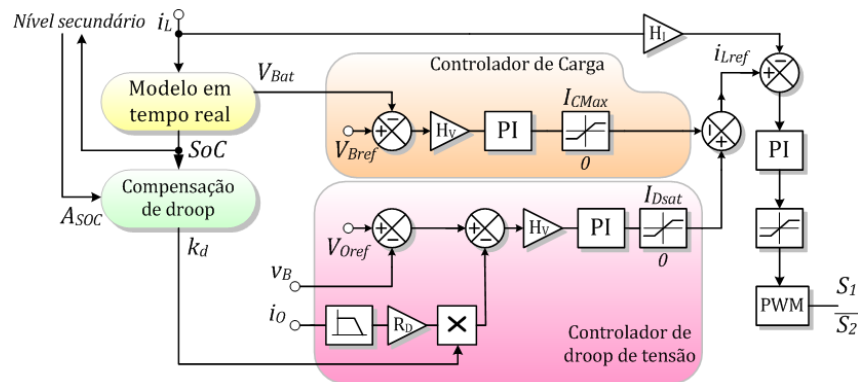 Nível secundário
i_L
H_I
i_Lref
Modelo em
tempo real
V_Bat
Controlador de Carga
V_Bref
H_V
PI
I_CMax
0
SoC
PI
Compensação
de droop
A_SOC
k_d
V_Oref
H_V
PI
I_Dsat
0
v_B
i_O
R_D
×
Controlador de
droop de tensão
PWM
S_1
S_2